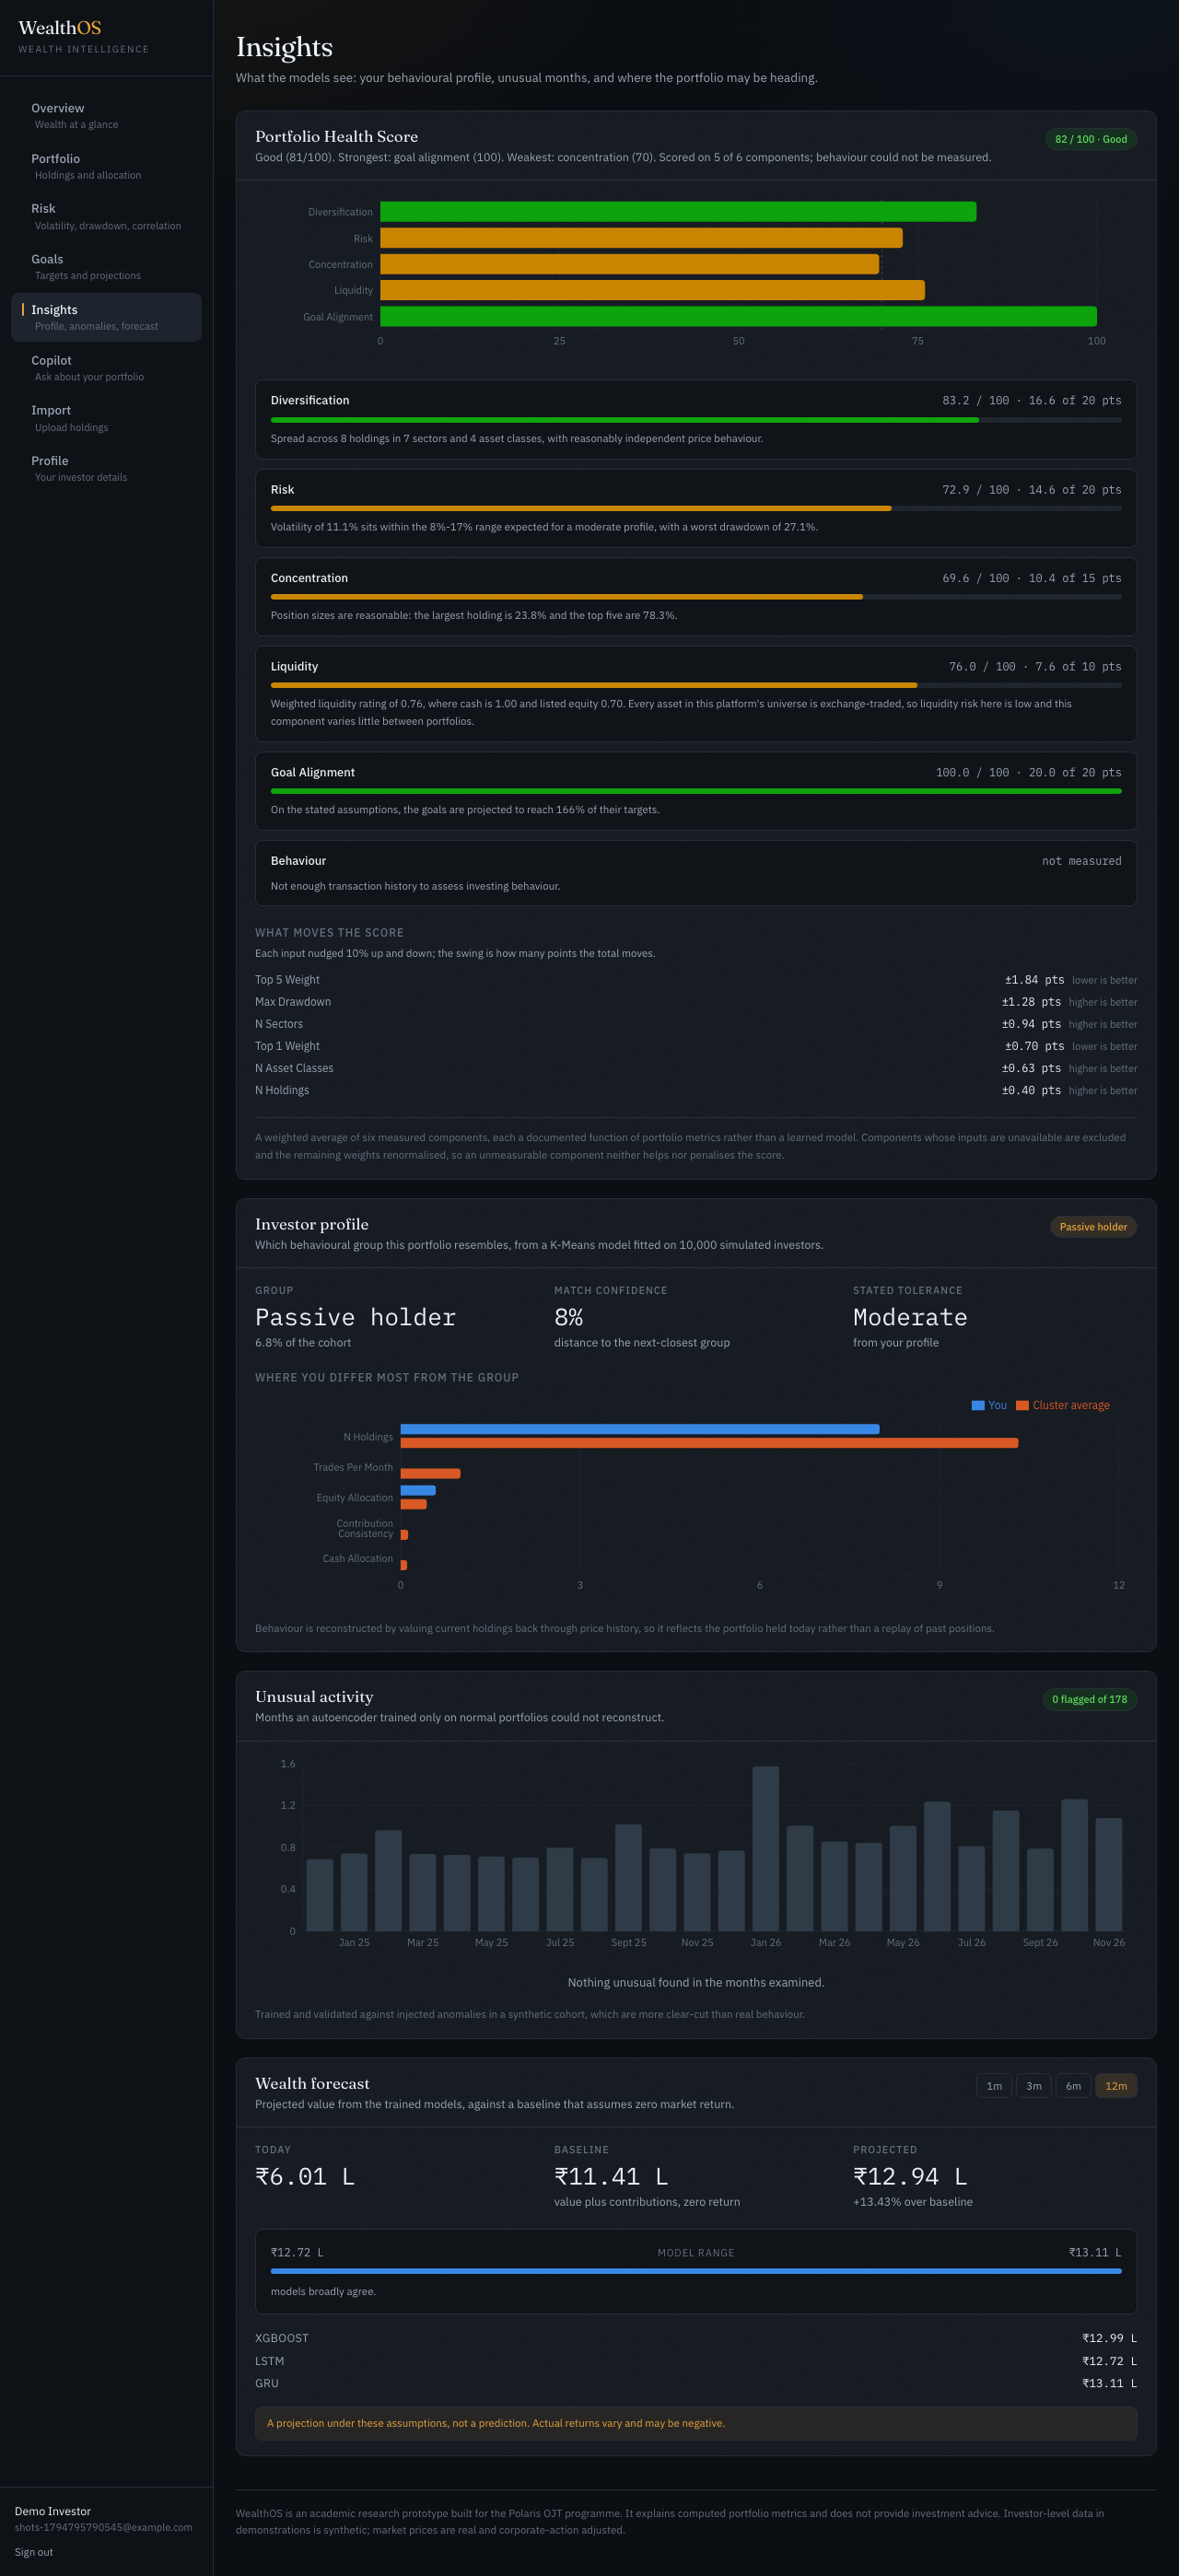 WealthOS
WEALTH INTELLIGENCE
Overview
Wealth at a glance
Portfolio
Holdings and allocation
Risk
Volatility, drawdown, correlation
Goals
Targets and projections
Insights
Profile, anomalies, forecast
Copilot
Ask about your portfolio
Import
Upload holdings
Profile
Your investor details
Demo Investor
shots-1794795790545@example.com
Sign out
Insights
What the models see: your behavioural profile, unusual months, and where the portfolio may be heading.
Portfolio Health Score
82 / 100 · Good
Good (81/100). Strongest: goal alignment (100). Weakest: concentration (70). Scored on 5 of 6 components; behaviour could not be measured.
Diversification
Risk
Concentration
Liquidity
Goal Alignment
0 25 50 75 100
Diversification 83.2 / 100 · 16.6 of 20 pts
Spread across 8 holdings in 7 sectors and 4 asset classes, with reasonably independent price behaviour.
Risk 72.9 / 100 · 14.6 of 20 pts
Volatility of 11.1% sits within the 8%-17% range expected for a moderate profile, with a worst drawdown of 27.1%.
Concentration 69.6 / 100 · 10.4 of 15 pts
Position sizes are reasonable: the largest holding is 23.8% and the top five are 78.3%.
Liquidity 76.0 / 100 · 7.6 of 10 pts
Weighted liquidity rating of 0.76, where cash is 1.00 and listed equity 0.70. Every asset in this platform's universe is exchange-traded, so liquidity risk here is low and this
component varies little between portfolios.
Goal Alignment 100.0 / 100 · 20.0 of 20 pts
On the stated assumptions, the goals are projected to reach 166% of their targets.
Behaviour not measured
Not enough transaction history to assess investing behaviour.
WHAT MOVES THE SCORE
Each input nudged 10% up and down; the swing is how many points the total moves.
Top 5 Weight ±1.84 pts lower is better
Max Drawdown ±1.28 pts higher is better
N Sectors ±0.94 pts higher is better
Top 1 Weight ±0.70 pts lower is better
N Asset Classes ±0.63 pts higher is better
N Holdings ±0.40 pts higher is better
A weighted average of six measured components, each a documented function of portfolio metrics rather than a learned model. Components whose inputs are unavailable are excluded
and the remaining weights renormalised, so an unmeasurable component neither helps nor penalises the score.
Investor profile
Passive holder
Which behavioural group this portfolio resembles, from a K-Means model fitted on 10,000 simulated investors.
GROUP MATCH CONFIDENCE STATED TOLERANCE
Passive holder 8% Moderate
6.8% of the cohort distance to the next-closest group from your profile
WHERE YOU DIFFER MOST FROM THE GROUP
You Cluster average
N Holdings
Trades Per Month
Equity Allocation
Contribution
Consistency
Cash Allocation
0 3 6 9 12
Behaviour is reconstructed by valuing current holdings back through price history, so it reflects the portfolio held today rather than a replay of past positions.
Unusual activity
0 flagged of 178
Months an autoencoder trained only on normal portfolios could not reconstruct.
1.6
1.2
0.8
0.4
0
Jan 25 Mar 25 May 25 Jul 25 Sept 25 Nov 25 Jan 26 Mar 26 May 26 Jul 26 Sept 26 Nov 26
Nothing unusual found in the months examined.
Trained and validated against injected anomalies in a synthetic cohort, which are more clear-cut than real behaviour.
Wealth forecast
1m 3m 6m 12m
Projected value from the trained models, against a baseline that assumes zero market return.
TODAY BASELINE PROJECTED
₹6.01 L ₹11.41 L ₹12.94 L
value plus contributions, zero return +13.43% over baseline
₹12.72 L MODEL RANGE ₹13.11 L
models broadly agree.
XGBOOST ₹12.99 L
LSTM ₹12.72 L
GRU ₹13.11 L
A projection under these assumptions, not a prediction. Actual returns vary and may be negative.
WealthOS is an academic research prototype built for the Polaris OJT programme. It explains computed portfolio metrics and does not provide investment advice. Investor-level data in
demonstrations is synthetic; market prices are real and corporate-action adjusted.